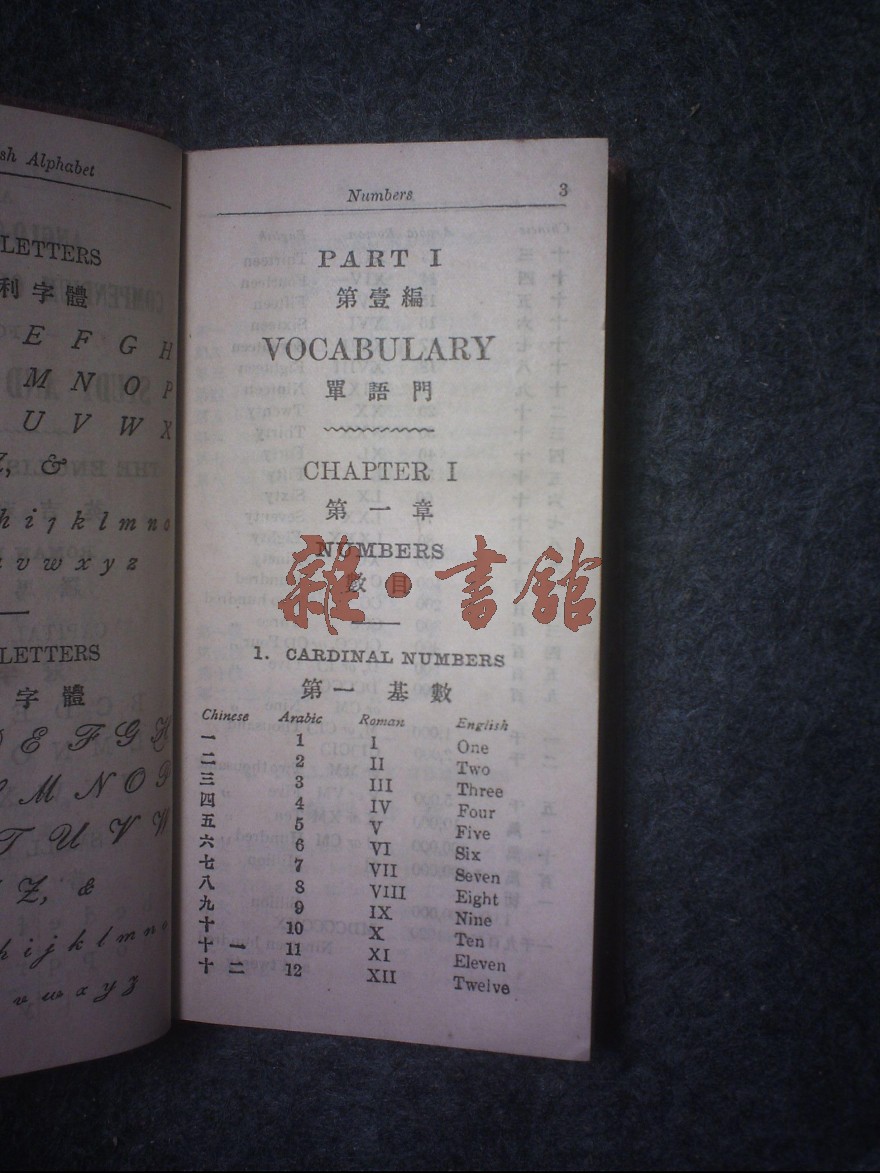 sh Alphabet
LETTERS
利字體
E F G H
M N O P
U V W X
Z, &
h i j k l m n o
v w x y z
LETTERS
字體
E F G H
L M N O P
T U V W
Z, &
h i j k l m n o
v w x y z
Numbers 3
PART I
第壹編
VOCABULARY
單語門
CHAPTER I
第一章
NUMBERS
數目
雜·書館
1. CARDINAL NUMBERS
第一 基數
Chinese Arabic Roman English
一 1 I One
二 2 II Two
三 3 III Three
四 4 IV Four
五 5 V Five
六 6 VI Six
七 7 VII Seven
八 8 VIII Eight
九 9 IX Nine
十 10 X Ten
十一 11 XI Eleven
十二 12 XII Twelve